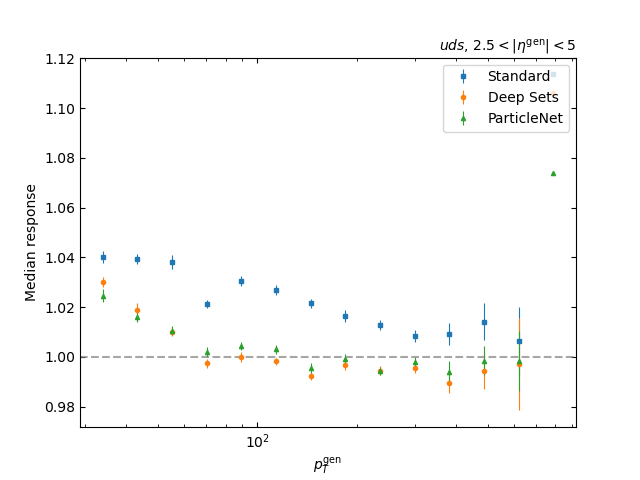 uds, 2.5 < |η^gen| < 5
1.12
1.10
1.08
1.06
1.04
1.02
1.00
0.98
Median response
Standard
Deep Sets
ParticleNet
10^2
p_T^gen